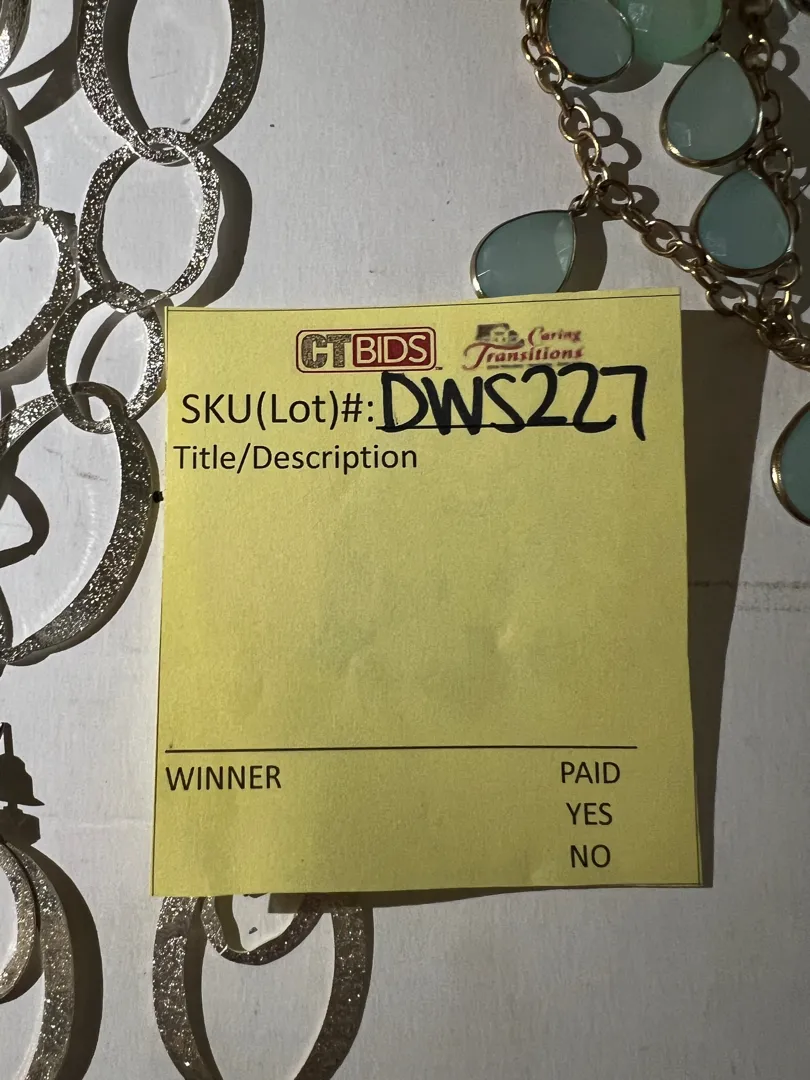 CTBIDS Caring Transitions
SKU(Lot)#: DWS227
Title/Description
WINNER PAID
YES
NO